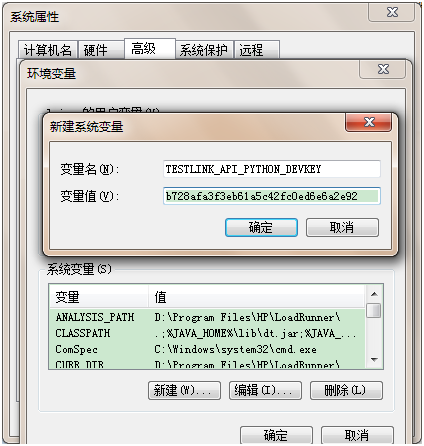 系统属性
计算机名 硬件 高级 系统保护 远程
环境变量
的用户变量(U)
新建系统变量
变量名(N): TESTLINK_API_PYTHON_DEVKEY
变量值(V): b728afa3f3eb61a5c42fc0ed6e6a2e92
确定 取消
系统变量(S)
变量 值
ANALYSIS_PATH D:\Program Files\HP\LoadRunner\
CLASSPATH .;%JAVA_HOME%\lib\dt.jar;%JAVA_...
ComSpec C:\Windows\system32\cmd.exe
CURR_DIR D:\Program Files\HP\LoadRunner\
新建(W)... 编辑(I)... 删除(L)
确定 取消